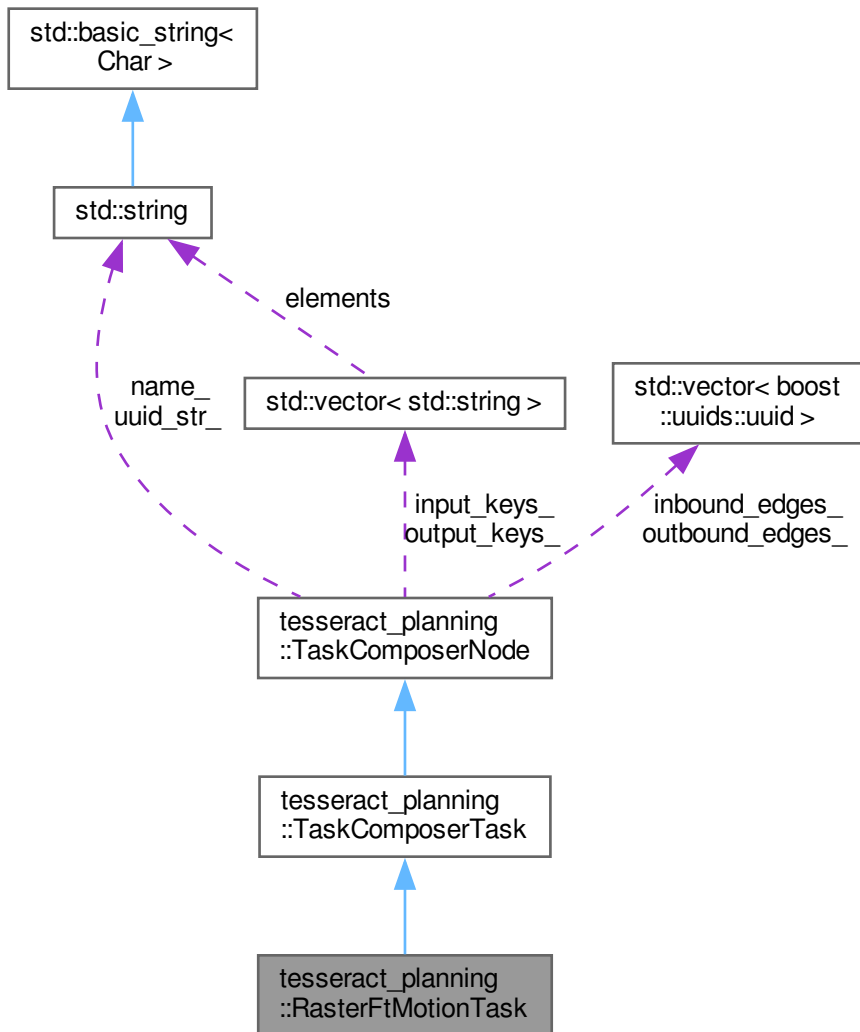 std::basic_string<
Char >
std::string
elements
name_
uuid_str_
std::vector< std::string >
std::vector< boost
::uuids::uuid >
input_keys_
output_keys_
inbound_edges_
outbound_edges_
tesseract_planning
::TaskComposerNode
tesseract_planning
::TaskComposerTask
tesseract_planning
::RasterFtMotionTask